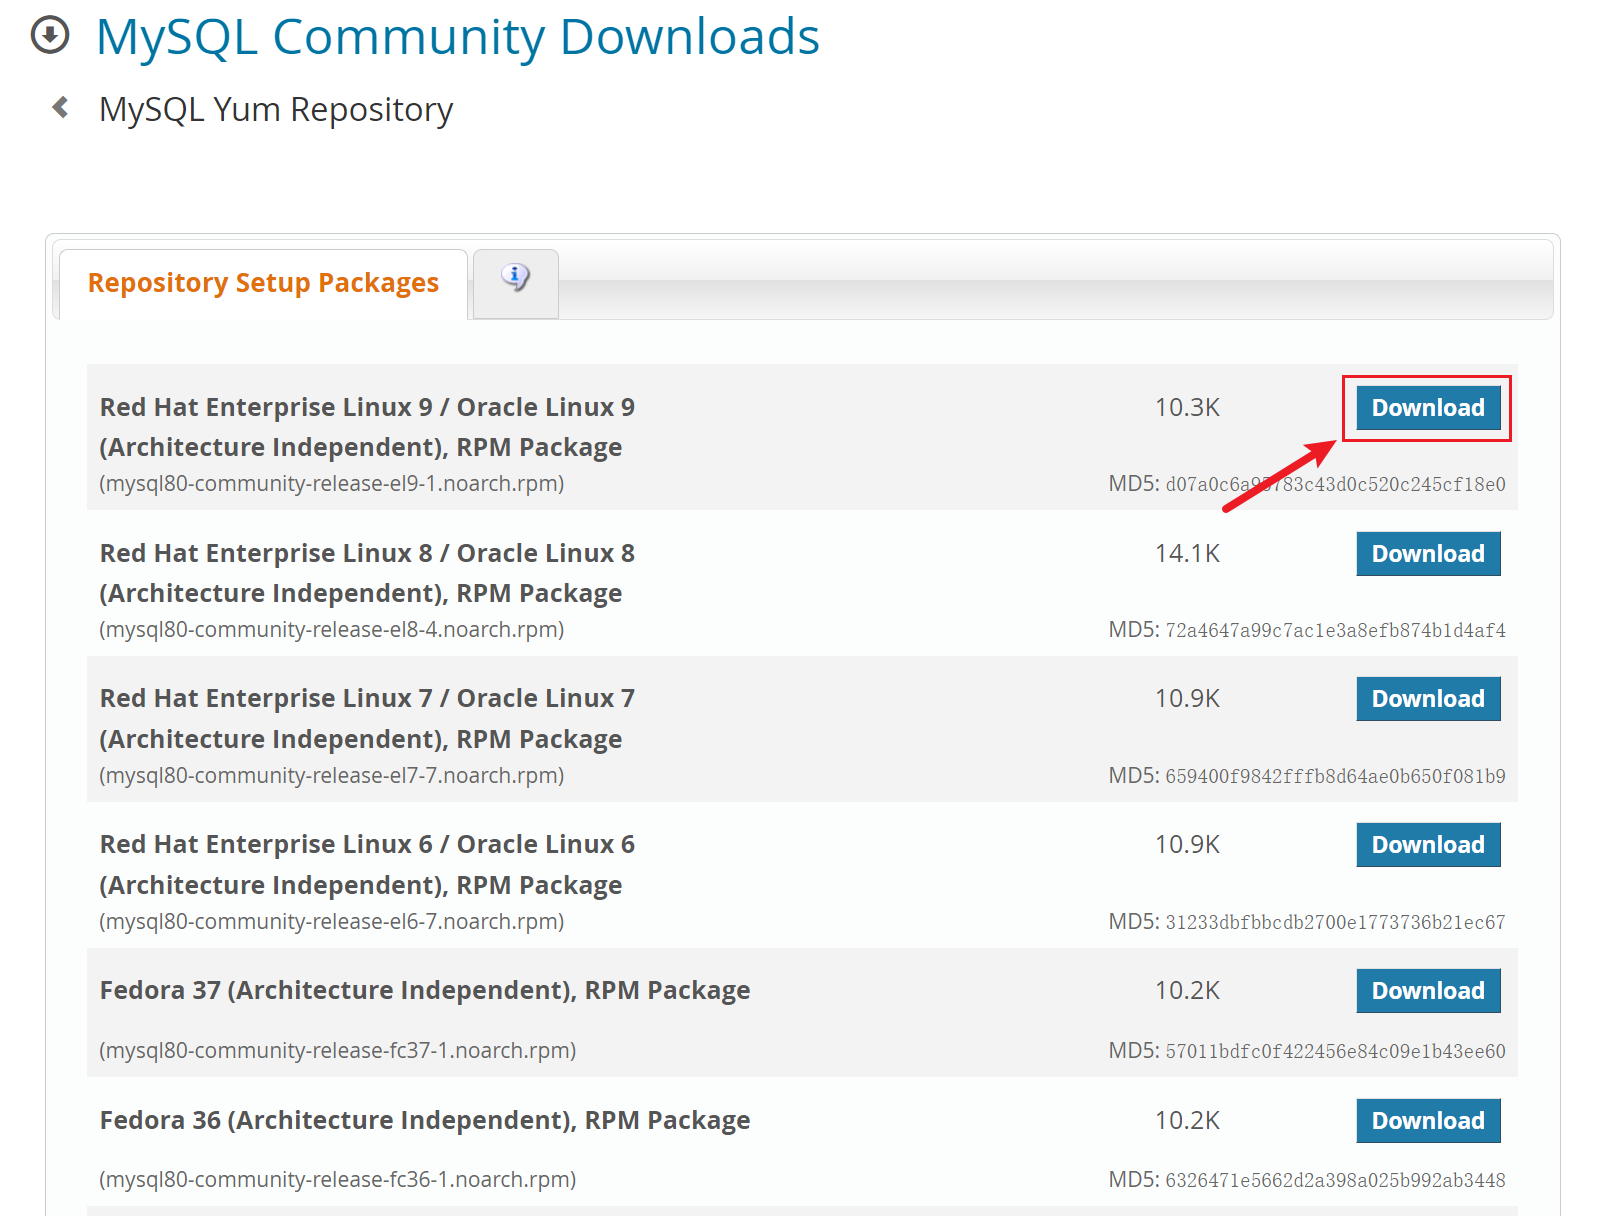 MySQL Community Downloads
MySQL Yum Repository
Repository Setup Packages
Red Hat Enterprise Linux 9 / Oracle Linux 9 10.3K Download
(Architecture Independent), RPM Package
(mysql80-community-release-el9-1.noarch.rpm) MD5:
Red Hat Enterprise Linux 8 / Oracle Linux 8 14.1K Download
(Architecture Independent), RPM Package
(mysql80-community-release-el8-4.noarch.rpm) MD5: 72a4647a99c7ac1e3a8efb874b1d4af4
Red Hat Enterprise Linux 7 / Oracle Linux 7 10.9K Download
(Architecture Independent), RPM Package
(mysql80-community-release-el7-7.noarch.rpm) MD5: 659400f9842fffb8d64ae0b650f081b9
Red Hat Enterprise Linux 6 / Oracle Linux 6 10.9K Download
(Architecture Independent), RPM Package
(mysql80-community-release-el6-7.noarch.rpm) MD5: 31233dbfbbcdb2700e1773736b21ec67
Fedora 37 (Architecture Independent), RPM Package 10.2K Download
(mysql80-community-release-fc37-1.noarch.rpm) MD5: 57011bdfc0f422456e84c09e1b43ee60
Fedora 36 (Architecture Independent), RPM Package 10.2K Download
(mysql80-community-release-fc36-1.noarch.rpm) MD5: 6326471e5662d2a398a025b992ab3448